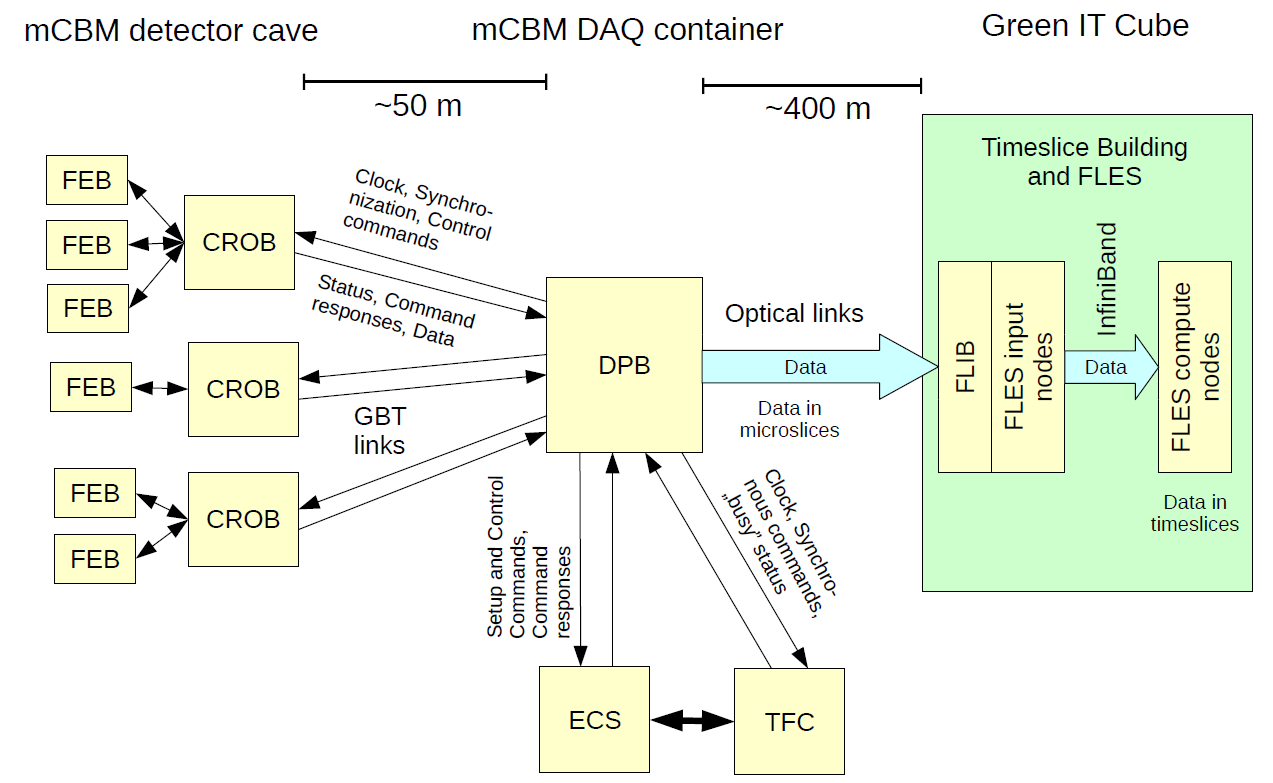 mCBM detector cave
mCBM DAQ container
Green IT Cube
~50 m
~400 m
Timeslice Building
and FLES
FEB
FEB
FEB
CROB
Clock, Synchro-
nization, Control
commands
Status, Command
responses, Data
FEB
CROB
GBT
links
FEB
FEB
CROB
DPB
Optical links
Data
Data in
microslices
FLIB
FLES input
nodes
InfiniBand
Data
FLES compute
nodes
Data in
timeslices
Setup and Control
Commands,
Command
responses
Clock, Synchro-
nous commands,
„busy” status
ECS
TFC